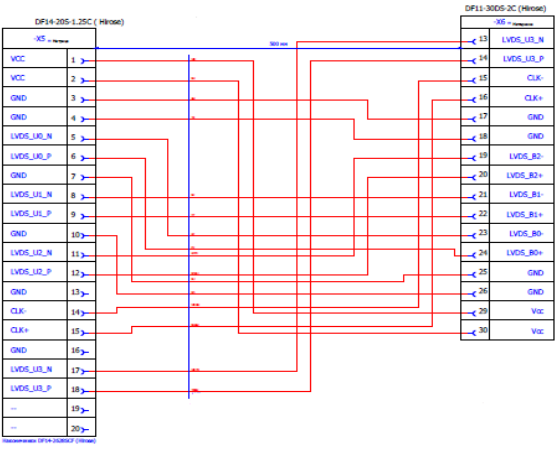 DF14-20S-1.25C ( Hirose)
-X5
VCC 1
VCC 2
GND 3
GND 4
LVDS_U0_N 5
LVDS_U0_P 6
GND 7
LVDS_U1_N 8
LVDS_U1_P 9
GND 10
LVDS_U2_N 11
LVDS_U2_P 12
GND 13
CLK- 14
CLK+ 15
GND 16
LVDS_U3_N 17
LVDS_U3_P 18
-- 19
-- 20
500 мм
DF11-30DS-2C (Hirose)
-X6
13 LVDS_U3_N
14 LVDS_U3_P
15 CLK-
16 CLK+
17 GND
18 GND
19 LVDS_B2-
20 LVDS_B2+
21 LVDS_B1-
22 LVDS_B1+
23 LVDS_B0-
24 LVDS_B0+
25 GND
26 GND
29 Vcc
30 Vcc